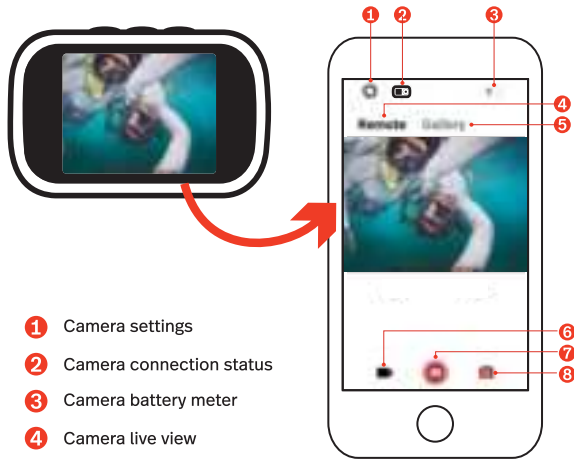 1 2 3
4
Remote Gallery 5
6
7
8
1 Camera settings
2 Camera connection status
3 Camera battery meter
4 Camera live view